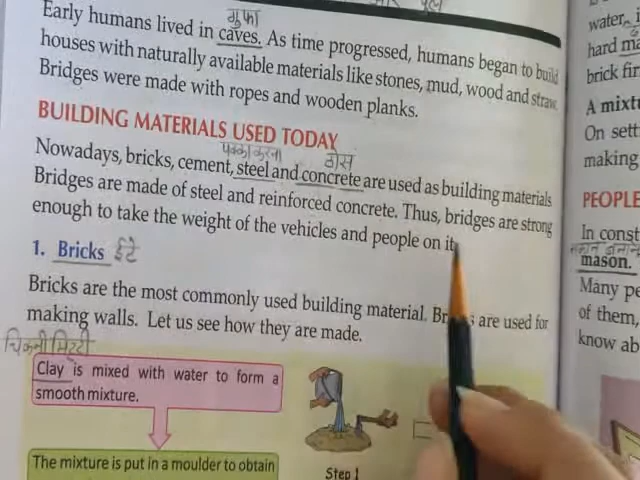 और पुल
गुफा
Early humans lived in caves. As time progressed, humans began to build
houses with naturally available materials like stones, mud, wood and straw.
Bridges were made with ropes and wooden planks.
BUILDING MATERIALS USED TODAY
पक्का करना ठोस
Nowadays, bricks, cement, steel and concrete are used as building materials
Bridges are made of steel and reinforced concrete. Thus, bridges are strong
enough to take the weight of the vehicles and people on it.
1. Bricks ईंटे
Bricks are the most commonly used building material. are used for
making walls. Let us see how they are made.
चिकनी मिट्टी
Clay is mixed with water to form a
smooth mixture.
The mixture is put in a moulder to obtain
Step 1
water,
hard
brick fir
A mixtu
On sett
making
PEOPLE
In const
mason.
Many pe
of them,
know ab